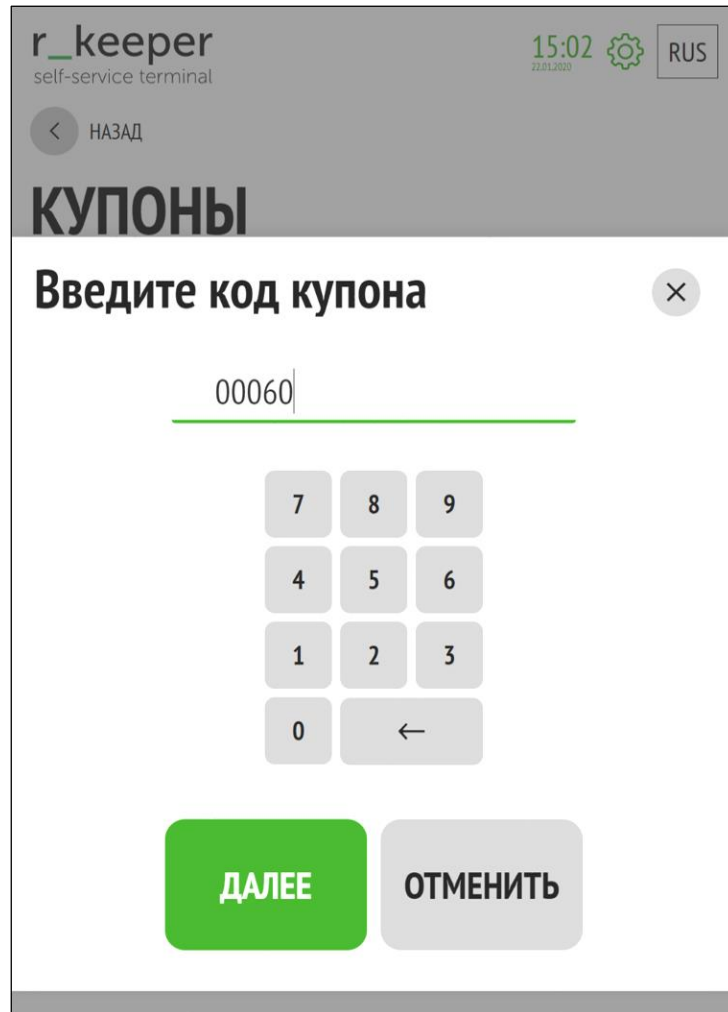 r_keeper
self-service terminal
15:02
22.01.2020
RUS
НАЗАД
КУПОНЫ
Введите код купона
00060
7 8 9
4 5 6
1 2 3
0 ←
ДАЛЕЕ ОТМЕНИТЬ